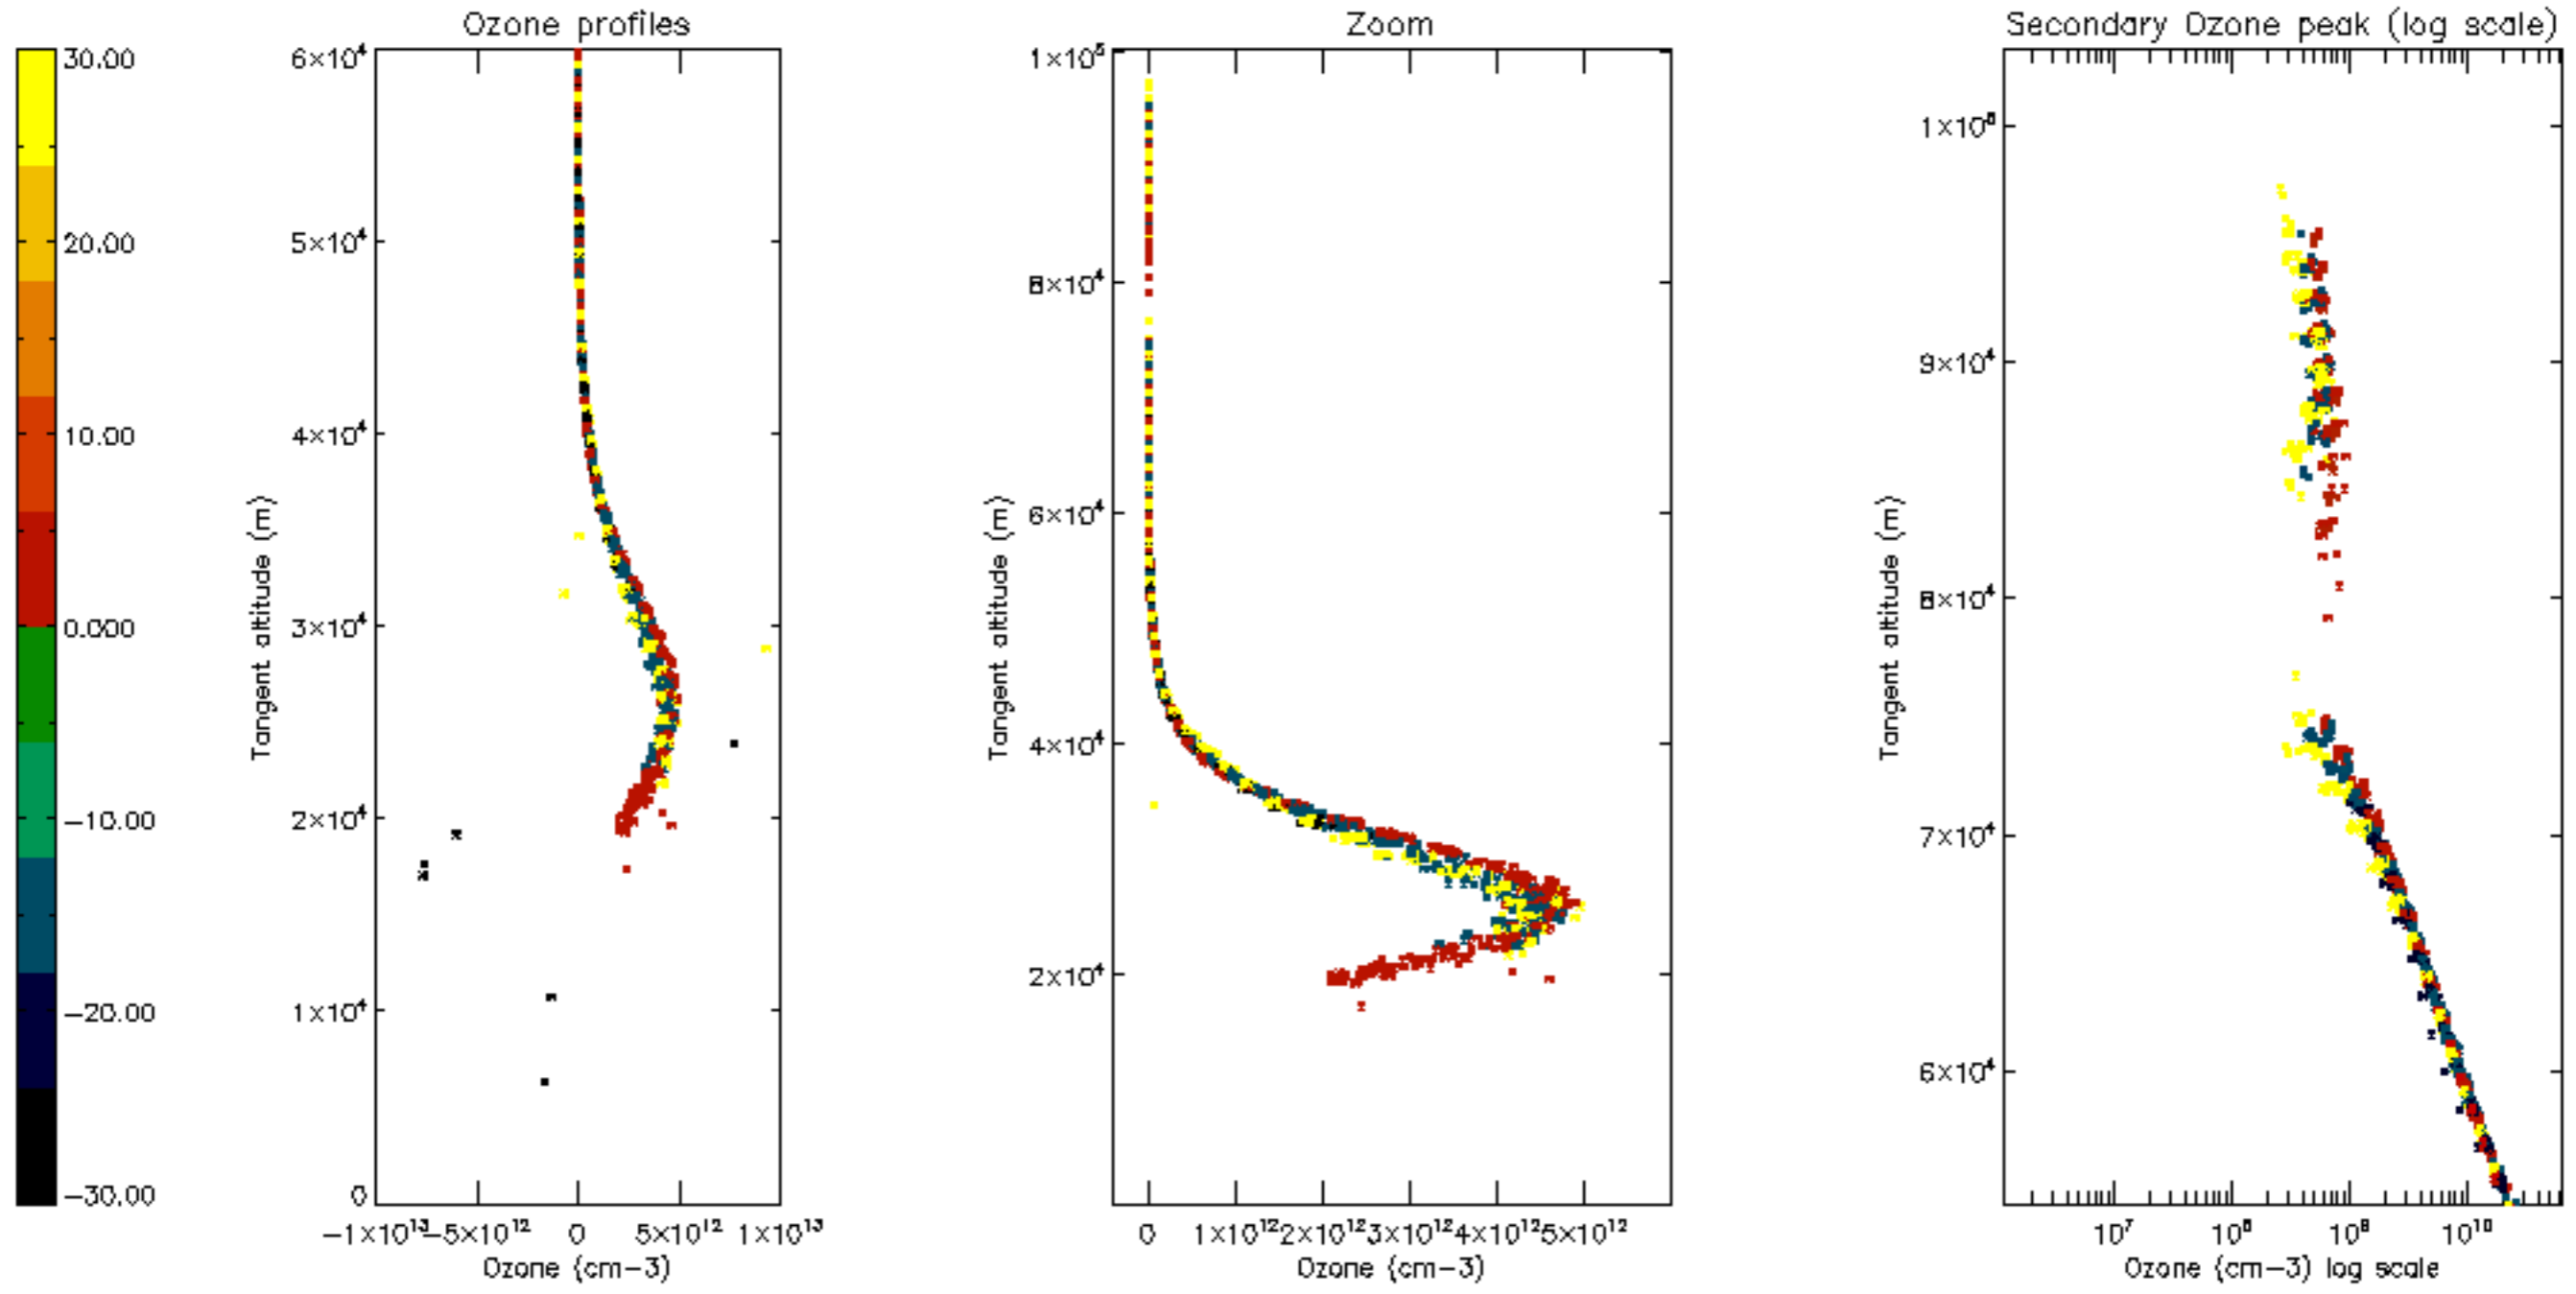 Ozone profiles
Zoom
Secondary Ozone peak (log scale)
30.00
20.00
10.00
0.000
−10.00
−20.00
−30.00
6×10⁴
5×10⁴
4×10⁴
3×10⁴
2×10⁴
1×10⁴
0
Tangent altitude (m)
−1×10¹³ −5×10¹² 0 5×10¹² 1×10¹³
Ozone (cm−3)
1×10⁵
8×10⁴
6×10⁴
4×10⁴
2×10⁴
Tangent altitude (m)
0 1×10¹² 2×10¹² 3×10¹² 4×10¹² 5×10¹²
Ozone (cm−3)
1×10⁵
9×10⁴
8×10⁴
7×10⁴
6×10⁴
Tangent altitude (m)
10⁷ 10⁸ 10⁹ 10¹⁰
Ozone (cm−3) log scale